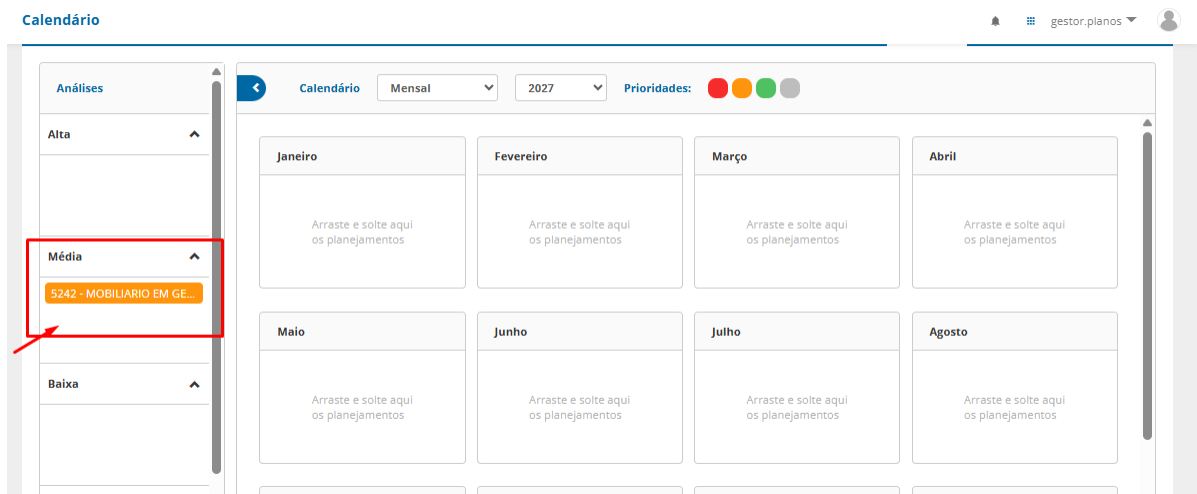 Calendário
gestor.planos
Análises
Calendário
Mensal
2027
Prioridades:
Alta
Média
5242 - MOBILIARIO EM GE...
Baixa
Janeiro
Fevereiro
Março
Abril
Arraste e solte aqui
os planejamentos
Arraste e solte aqui
os planejamentos
Arraste e solte aqui
os planejamentos
Arraste e solte aqui
os planejamentos
Maio
Junho
Julho
Agosto
Arraste e solte aqui
os planejamentos
Arraste e solte aqui
os planejamentos
Arraste e solte aqui
os planejamentos
Arraste e solte aqui
os planejamentos